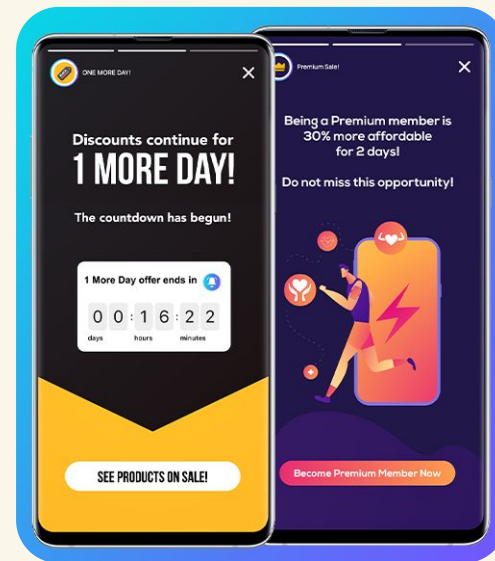 ONE MORE DAY!
Discounts continue for
1 MORE DAY!
The countdown has begun!
1 More Day offer ends in
0 0 : 1 6 : 2 2
days hours minutes
SEE PRODUCTS ON SALE!
Premium Sale!
Being a Premium member is
30% more affordable
for 2 days!
Do not miss this opportunity!
Become Premium Member Now